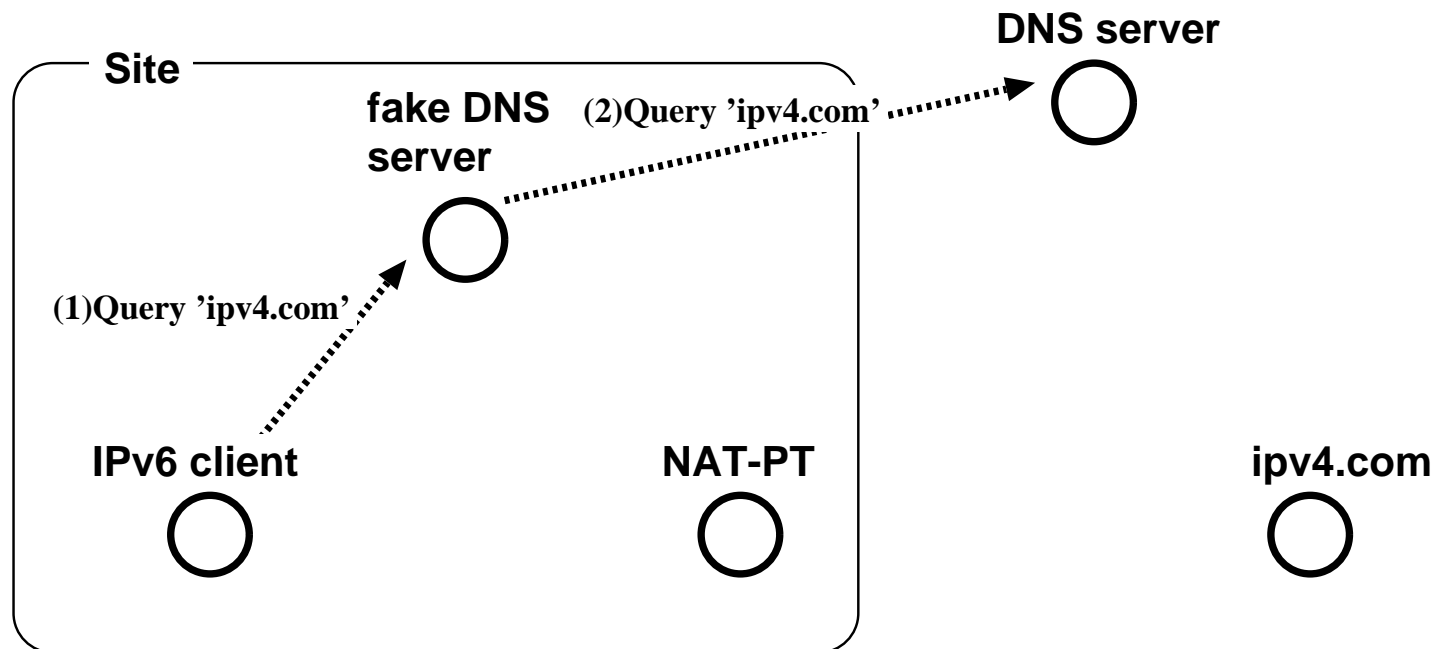 DNS server
Site
fake DNS
server
(2)Query ’ipv4.com’
(1)Query ’ipv4.com’
IPv6 client
NAT-PT
ipv4.com